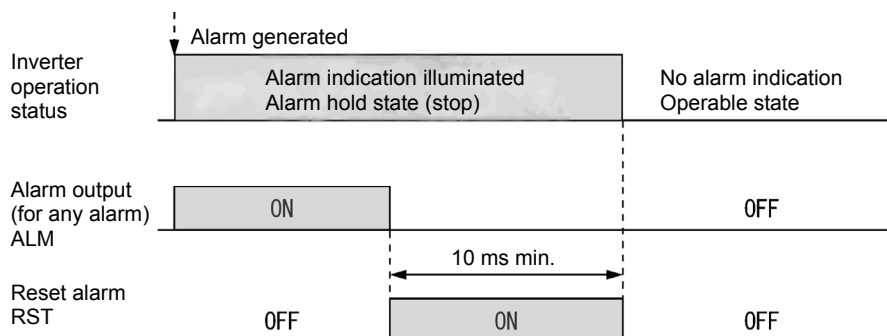 Alarm generated
Inverter
operation
status
Alarm indication illuminated
Alarm hold state (stop)
No alarm indication
Operable state
Alarm output
(for any alarm)
ALM
ON
OFF
10 ms min.
Reset alarm
RST
OFF
ON
OFF